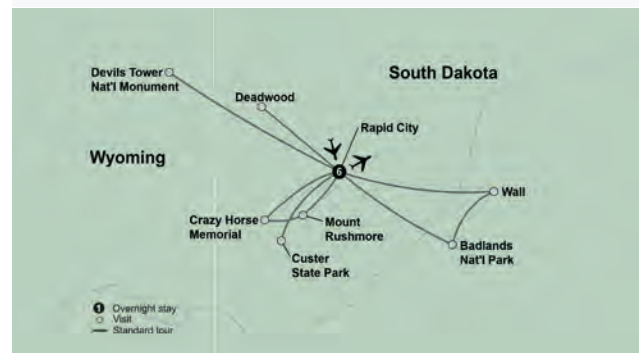 South Dakota
Devils Tower
Nat'l Monument
Deadwood
Rapid City
Wyoming
6
Wall
Crazy Horse
Memorial
Mount
Rushmore
Badlands
Nat'l Park
Custer
State Park
1 Overnight stay
Visit
Standard tour